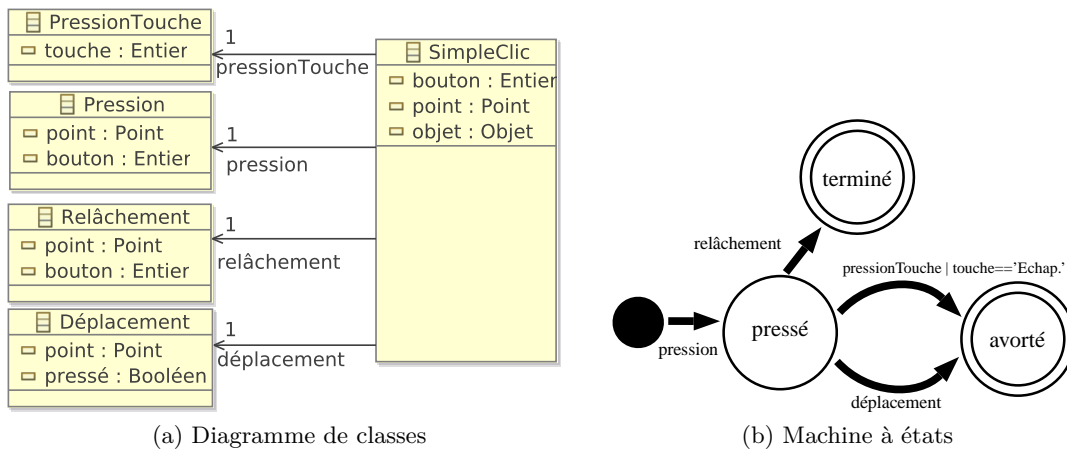 PressionTouche
touche : Entier
1
pressionTouche
SimpleClic
bouton : Entier
point : Point
objet : Objet
Pression
point : Point
bouton : Entier
1
pression
Relâchement
point : Point
bouton : Entier
1
relâchement
Déplacement
point : Point
pressé : Booléen
1
déplacement
(a) Diagramme de classes
terminé
relâchement
pressionTouche | touche=='Echap.'
pressé
avorté
pression
déplacement
(b) Machine à états